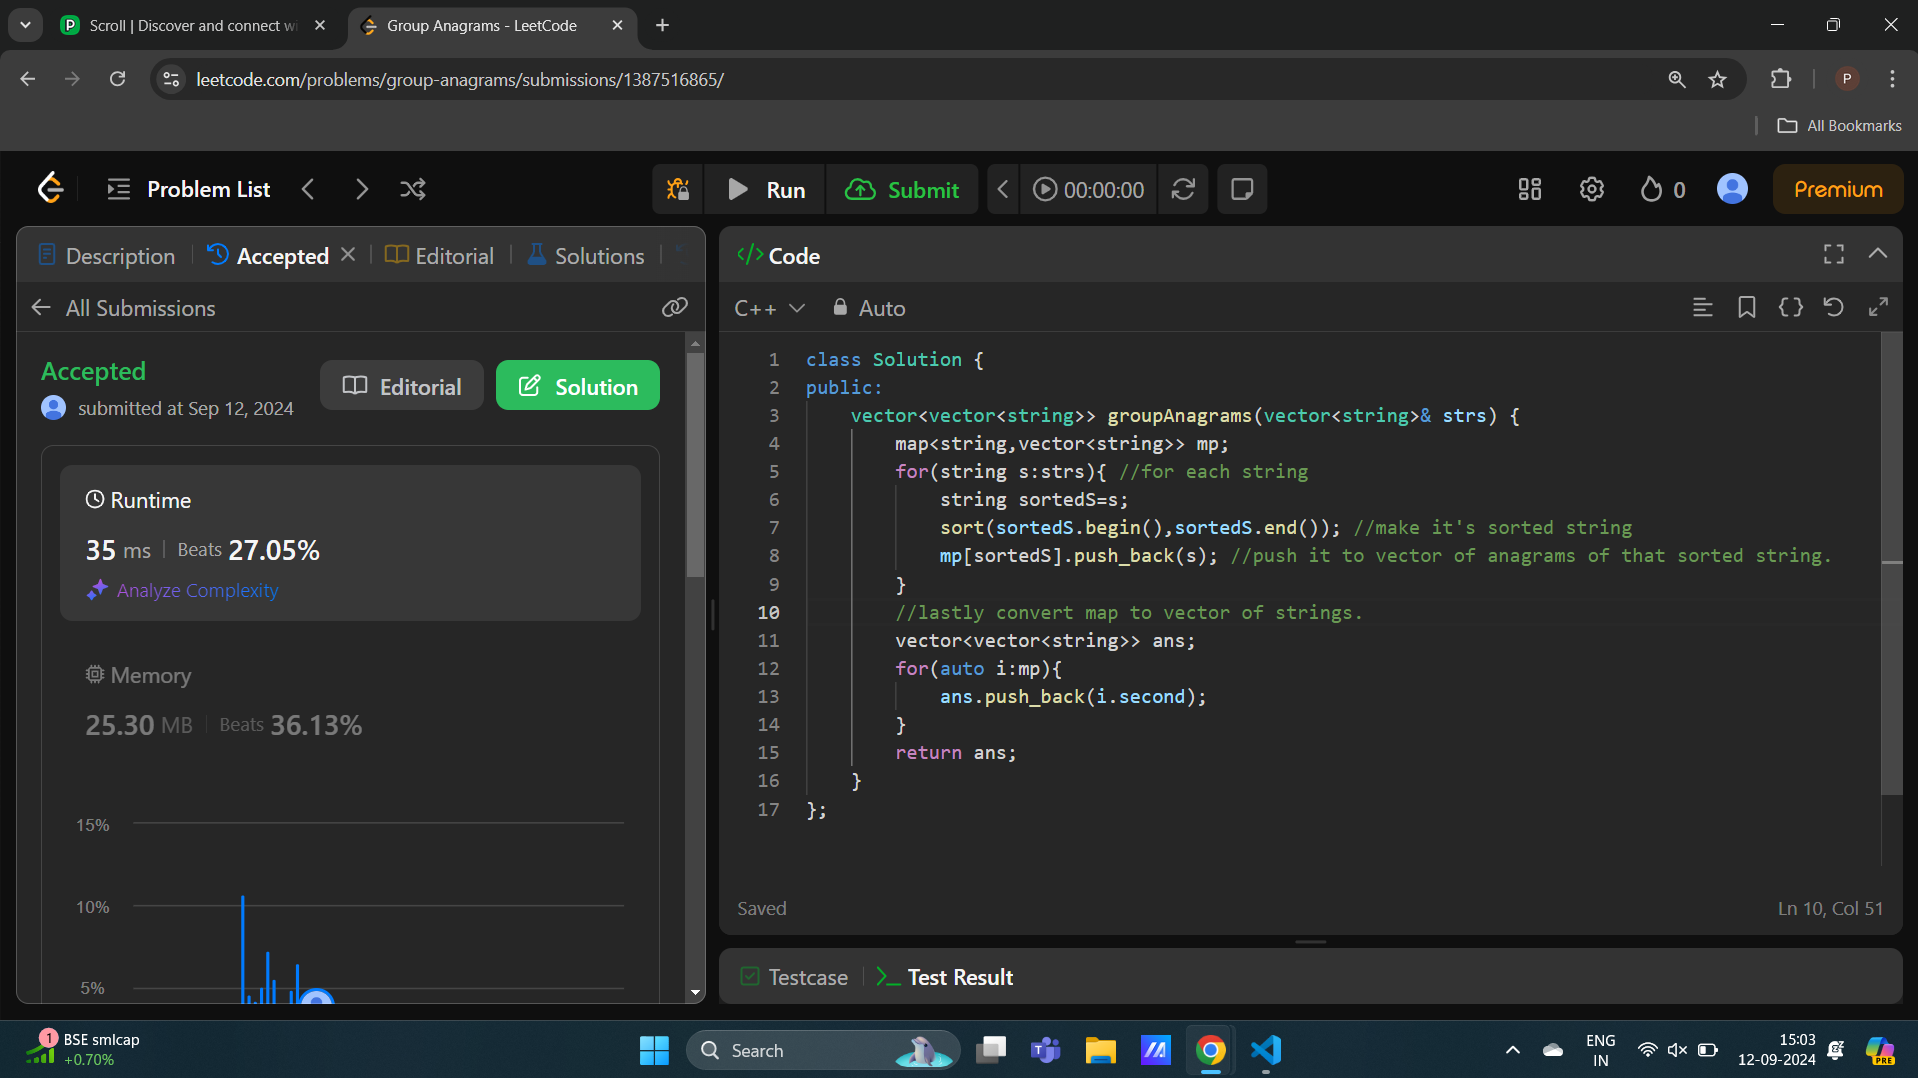 Scroll | Discover and connect wi
Group Anagrams - LeetCode
leetcode.com/problems/group-anagrams/submissions/1387516865/
P
All Bookmarks
Problem List
Run
Submit
00:00:00
0
Premium
Description
Accepted
Editorial
Solutions
All Submissions
Accepted
submitted at Sep 12, 2024
Editorial
Solution
Runtime
35 ms
Beats 27.05%
Analyze Complexity
Memory
25.30 MB
Beats 36.13%
15%
10%
5%
Code
C++
Auto
1 class Solution {
2 public:
3 vector<vector<string>> groupAnagrams(vector<string>& strs) {
4 map<string,vector<string>> mp;
5 for(string s:strs){ //for each string
6 string sortedS=s;
7 sort(sortedS.begin(),sortedS.end()); //make it's sorted string
8 mp[sortedS].push_back(s); //push it to vector of anagrams of that sorted string.
9 }
10 //lastly convert map to vector of strings.
11 vector<vector<string>> ans;
12 for(auto i:mp){
13 ans.push_back(i.second);
14 }
15 return ans;
16 }
17 };
Saved
Ln 10, Col 51
Testcase
Test Result
1
BSE smlcap
+0.70%
Search
ENG
IN
15:03
12-09-2024
PRE